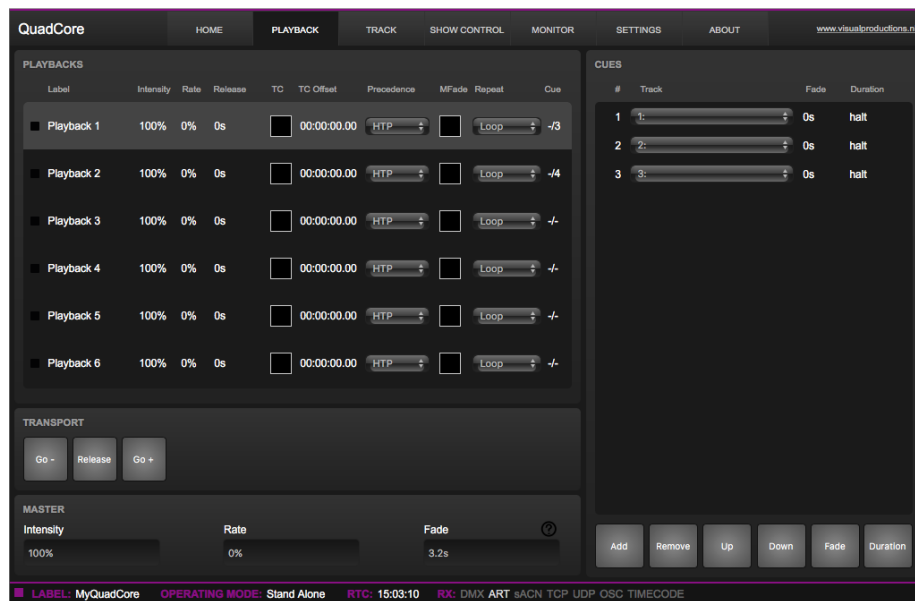 QuadCore HOME PLAYBACK TRACK SHOW CONTROL MONITOR SETTINGS ABOUT www.visualproductions.n
PLAYBACKS
Label Intensity Rate Release TC TC Offset Precedence MFade Repeat Cue
Playback 1 100% 0% 0s 00:00:00.00 HTP Loop -/3
Playback 2 100% 0% 0s 00:00:00.00 HTP Loop -/4
Playback 3 100% 0% 0s 00:00:00.00 HTP Loop -/-
Playback 4 100% 0% 0s 00:00:00.00 HTP Loop -/-
Playback 5 100% 0% 0s 00:00:00.00 HTP Loop -/-
Playback 6 100% 0% 0s 00:00:00.00 HTP Loop -/-
TRANSPORT
Go - Release Go +
MASTER
Intensity Rate Fade ?
100% 0% 3.2s
CUES
# Track Fade Duration
1 1: 0s halt
2 2: 0s halt
3 3: 0s halt
Add Remove Up Down Fade Duration
LABEL: MyQuadCore OPERATING MODE: Stand Alone RTC: 15:03:10 RX: DMX ART sACN TCP UDP OSC TIMECODE